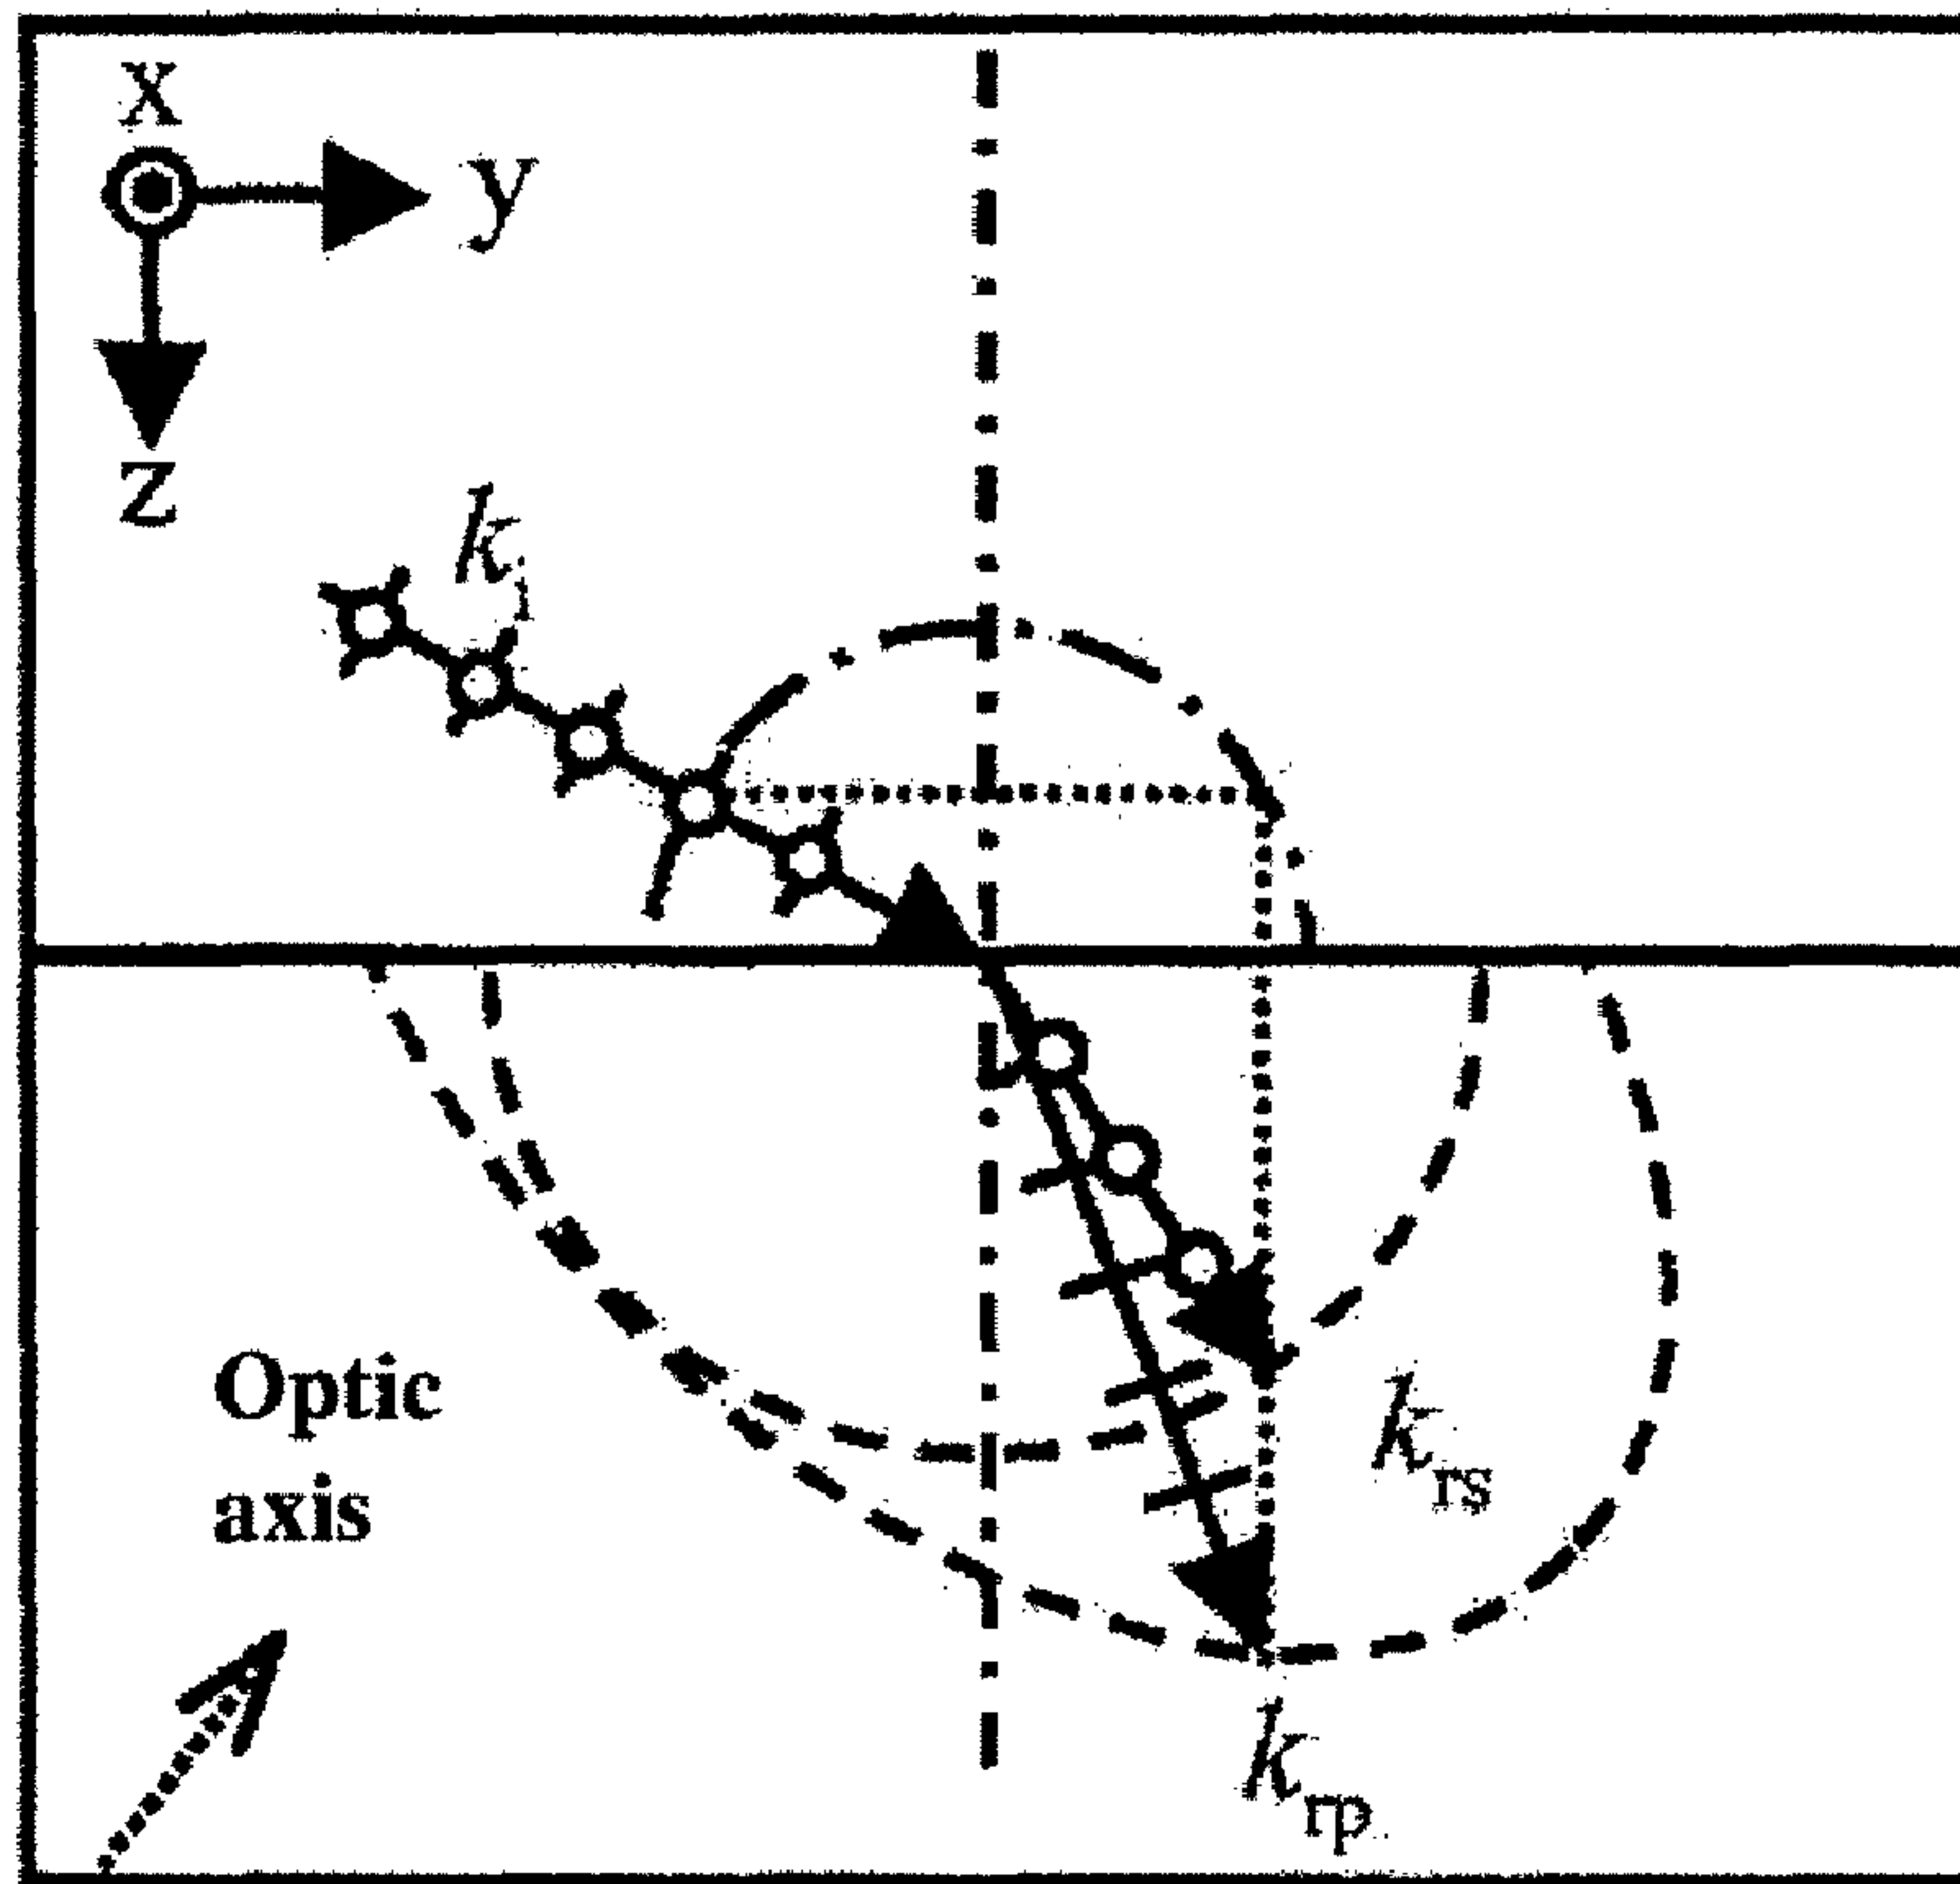 x
y
z
k_i
Optic
axis
k_rs
k_rp